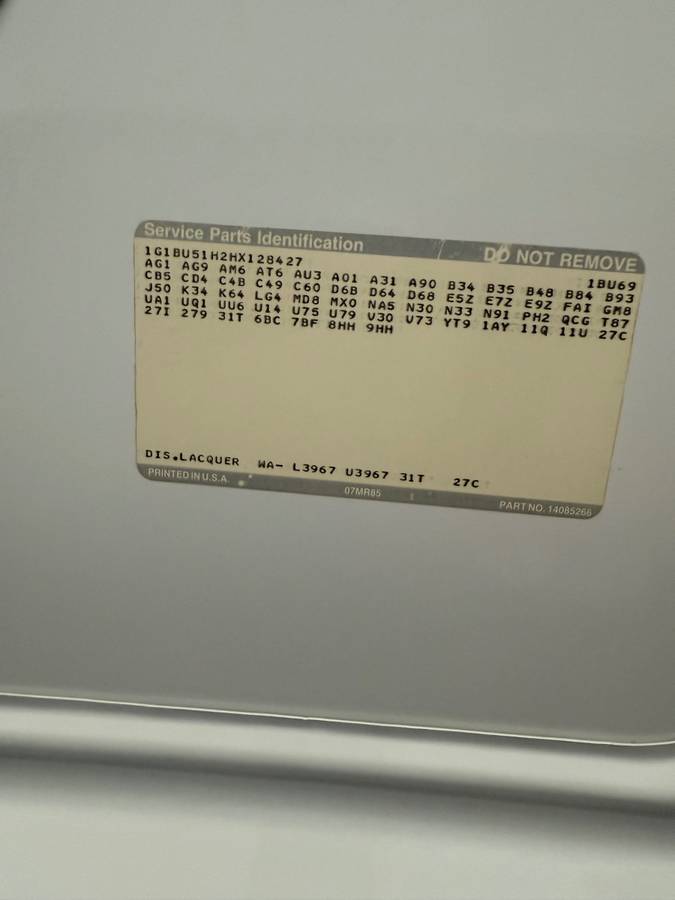 Service Parts Identification DO NOT REMOVE
1G1BU51H2HX128427 1BU69
AG1 AG9 AM6 AT6 AU3 A01 A31 A90 B34 B35 B48 B84 B93
CB5 CD4 C4B C49 C60 D6B D64 D68 E5Z E7Z E9Z FAI GM8
J50 K34 K64 LG4 MD8 MX0 NA5 N30 N33 N91 PH2 QCG T87
UA1 UQ1 UU6 U14 U75 U79 V30 V73 YT9 1AY 11Q 11U 27C
27I 279 31T 6BC 7BF 8HH 9HH
DIS.LACQUER WA- L3967 U3967 31T 27C
PRINTED IN U.S.A. 07MR85 PART NO. 14085266